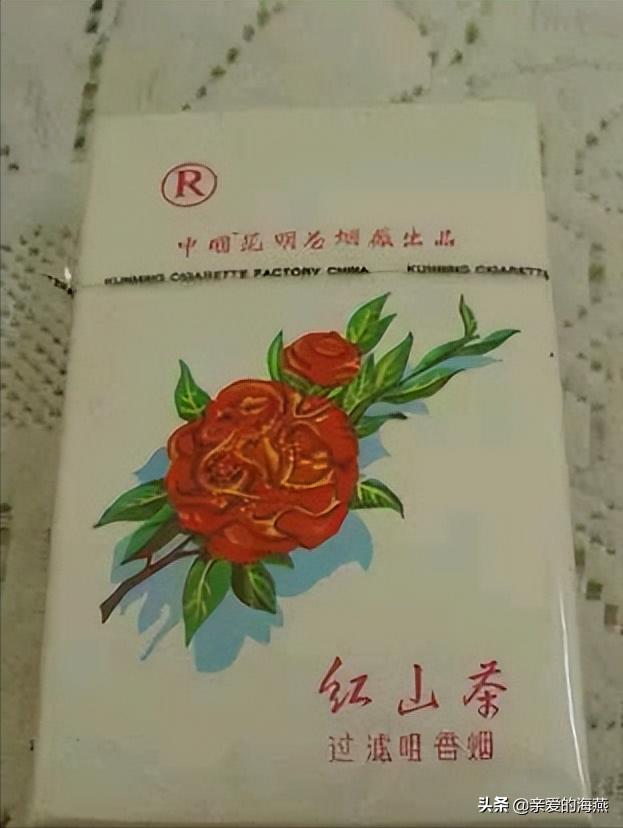 R
中国昆明卷烟厂出品
KUNMING CIGARETTE FACTORY CHINA KUNMING CIGARETTE
红山茶
过滤咀香烟
头条 @亲爱的海燕